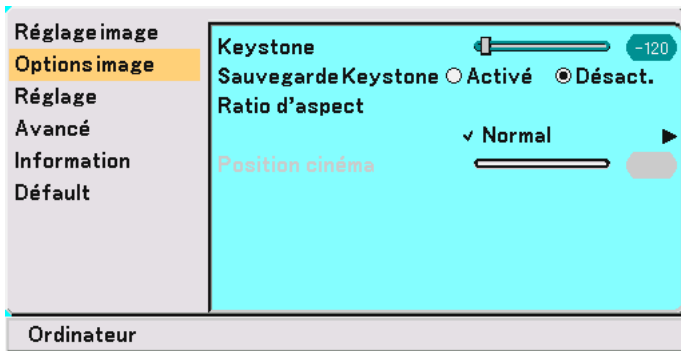 Réglage image
Options image
Réglage
Avancé
Information
Défault
Keystone -120
Sauvegarde Keystone Activé Désact.
Ratio d'aspect
✓ Normal
Position cinéma
Ordinateur